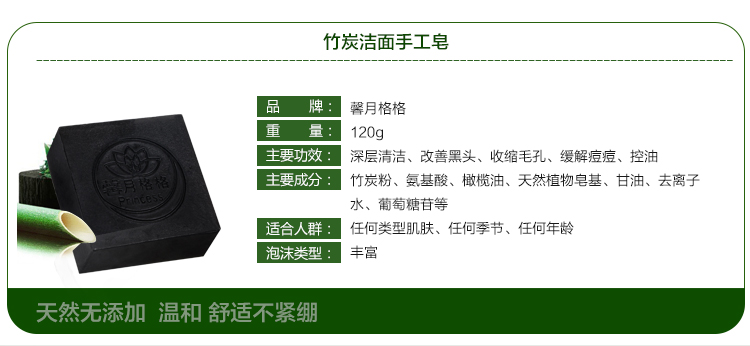 竹炭洁面手工皂
品 牌： 馨月格格
重 量： 120g
主要功效： 深层清洁、改善黑头、收缩毛孔、缓解痘痘、控油
主要成分： 竹炭粉、氨基酸、橄榄油、天然植物皂基、甘油、去离子
水、葡萄糖苷等
适合人群： 任何类型肌肤、任何季节、任何年龄
泡沫类型： 丰富
馨月格格
Princess
天然无添加 温和 舒适不紧绷